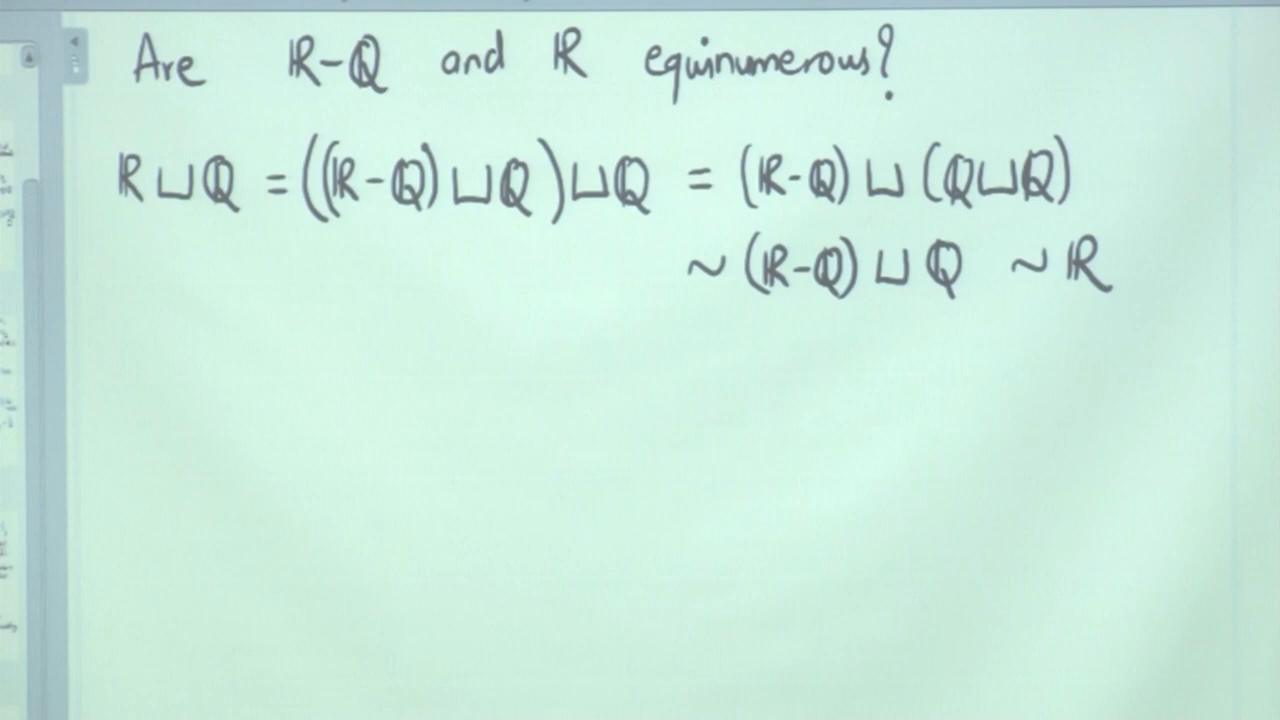 Are ℝ-ℚ and ℝ equinumerous?
ℝ⊔ℚ = ((ℝ-ℚ)⊔ℚ)⊔ℚ = (ℝ-ℚ)⊔(ℚ⊔ℚ)
~ (ℝ-ℚ)⊔ℚ ~ ℝ